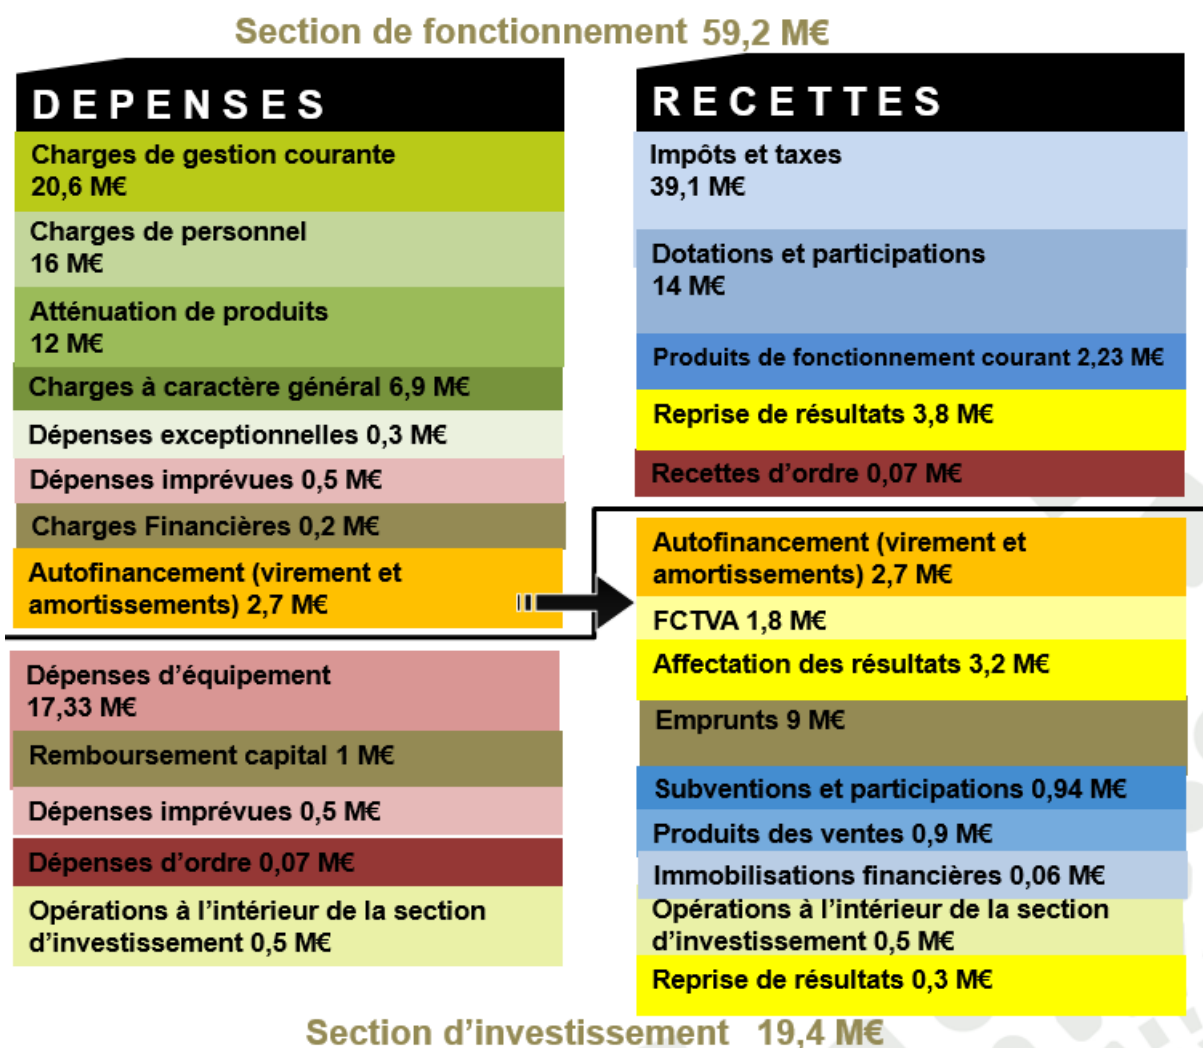 Section de fonctionnement 59,2 M€
DEPENSES
Charges de gestion courante
20,6 M€
Charges de personnel
16 M€
Atténuation de produits
12 M€
Charges à caractère général 6,9 M€
Dépenses exceptionnelles 0,3 M€
Dépenses imprévues 0,5 M€
Charges Financières 0,2 M€
Autofinancement (virement et
amortissements) 2,7 M€
Dépenses d'équipement
17,33 M€
Remboursement capital 1 M€
Dépenses imprévues 0,5 M€
Dépenses d'ordre 0,07 M€
Opérations à l'intérieur de la section
d'investissement 0,5 M€
RECETTES
Impôts et taxes
39,1 M€
Dotations et participations
14 M€
Produits de fonctionnement courant 2,23 M€
Reprise de résultats 3,8 M€
Recettes d'ordre 0,07 M€
Autofinancement (virement et
amortissements) 2,7 M€
FCTVA 1,8 M€
Affectation des résultats 3,2 M€
Emprunts 9 M€
Subventions et participations 0,94 M€
Produits des ventes 0,9 M€
Immobilisations financières 0,06 M€
Opérations à l'intérieur de la section
d'investissement 0,5 M€
Reprise de résultats 0,3 M€
Section d'investissement 19,4 M€